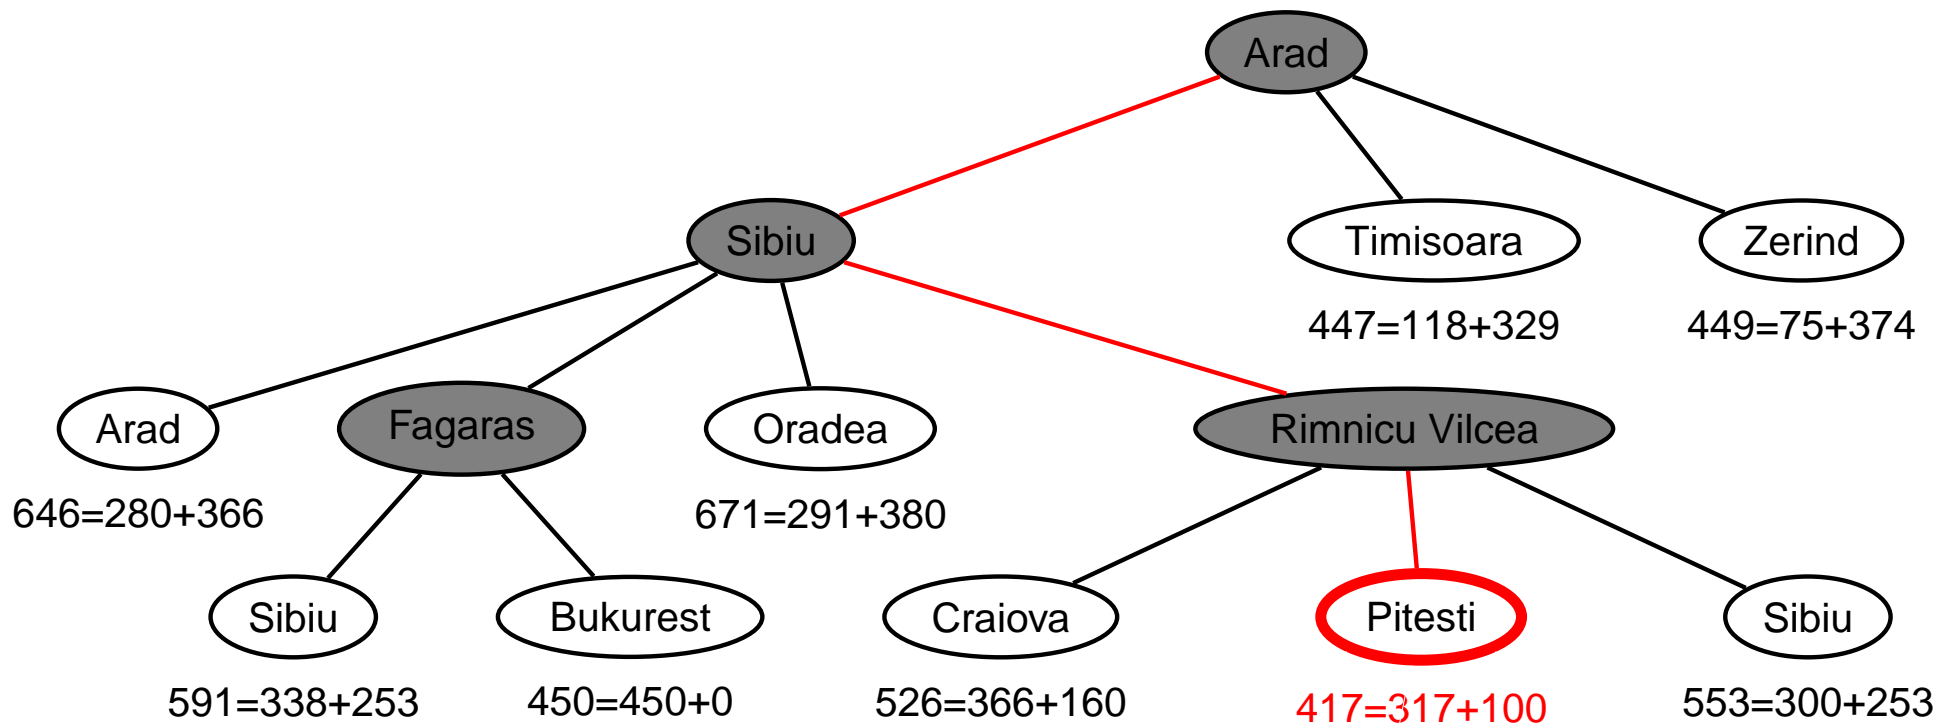 Arad
Sibiu
Timisoara
Zerind
447=118+329
449=75+374
Arad
Fagaras
Oradea
Rimnicu Vilcea
646=280+366
671=291+380
Sibiu
Bukurest
Craiova
Pitesti
Sibiu
591=338+253
450=450+0
526=366+160
417=317+100
553=300+253